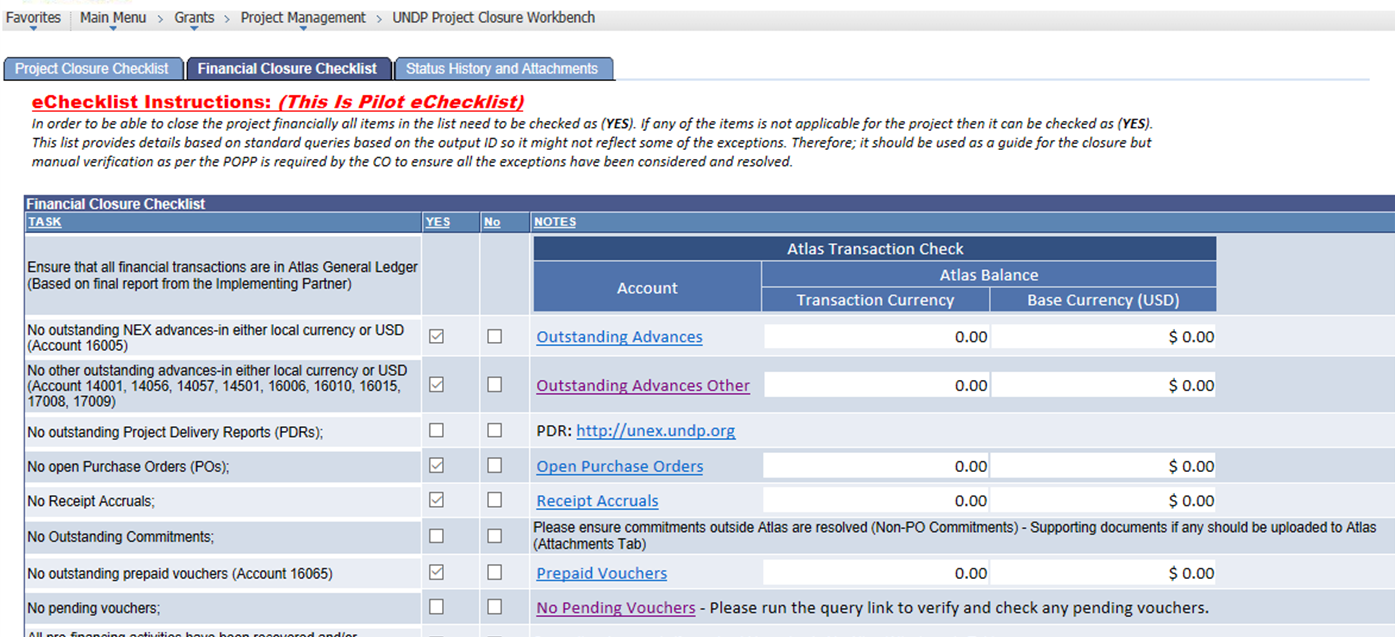 Favorites Main Menu > Grants > Project Management > UNDP Project Closure Workbench
Project Closure Checklist Financial Closure Checklist Status History and Attachments
eChecklist Instructions: (This Is Pilot eChecklist)
In order to be able to close the project financially all items in the list need to be checked as (YES). If any of the items is not applicable for the project then it can be checked as (YES).
This list provides details based on standard queries based on the output ID so it might not reflect some of the exceptions. Therefore; it should be used as a guide for the closure but
manual verification as per the POPP is required by the CO to ensure all the exceptions have been considered and resolved.
Financial Closure Checklist
TASK YES No NOTES
Ensure that all financial transactions are in Atlas General Ledger
(Based on final report from the Implementing Partner)
Atlas Transaction Check
Account
Atlas Balance
Transaction Currency Base Currency (USD)
No outstanding NEX advances-in either local currency or USD
(Account 16005)
Outstanding Advances 0.00 $ 0.00
No other outstanding advances-in either local currency or USD
(Account 14001, 14056, 14057, 14501, 16006, 16010, 16015,
17008, 17009)
Outstanding Advances Other 0.00 $ 0.00
No outstanding Project Delivery Reports (PDRs); PDR: http://unex.undp.org
No open Purchase Orders (POs); Open Purchase Orders 0.00 $ 0.00
No Receipt Accruals; Receipt Accruals 0.00 $ 0.00
No Outstanding Commitments;
Please ensure commitments outside Atlas are resolved (Non-PO Commitments) - Supporting documents if any should be uploaded to Atlas
(Attachments Tab)
No outstanding prepaid vouchers (Account 16065) Prepaid Vouchers 0.00 $ 0.00
No pending vouchers; No Pending Vouchers - Please run the query link to verify and check any pending vouchers.
All pre-financing activities have been recovered and/or